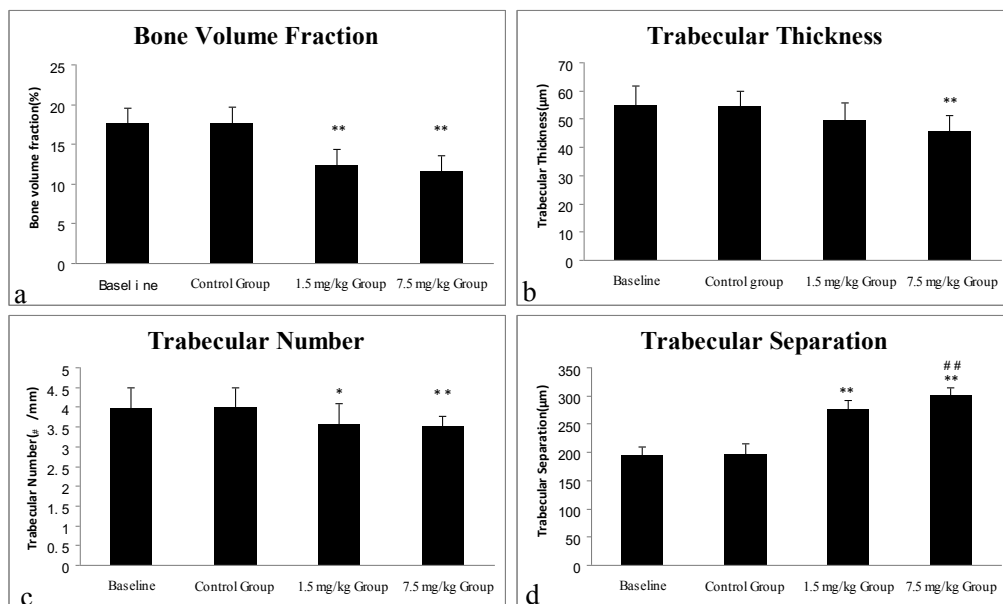 Bone Volume Fraction
Bone volume fraction(%)
25
20
15
10
5
0
**
**
Basel i ne
Control Group
1.5 mg/kg Group
7.5 mg/kg Group
a
Trabecular Thickness
Trabecular Thickness(µm)
70
60
50
40
30
20
10
0
**
Baseline
Control group
1.5 mg/kg Group
7.5 mg/kg Group
b
Trabecular Number
Trabecular Number(# /mm)
5
4. 5
4
3. 5
3
2. 5
2
1. 5
1
0. 5
0
*
* *
Baseline
Control Group
1.5 mg/kg Group
7.5 mg/kg Group
c
Trabecular Separation
Trabecular Separation(µm)
350
300
250
200
150
100
50
0
**
# #
**
Baseline
Control Group
1.5 mg/kg Group
7.5 mg/kg Group
d